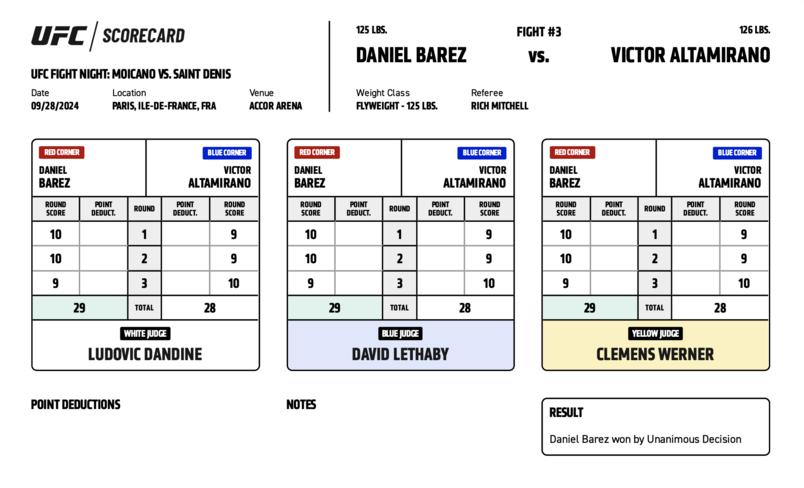 UFC / SCORECARD
UFC FIGHT NIGHT: MOICANO VS. SAINT DENIS
Date Location Venue
09/28/2024 PARIS, ILE-DE-FRANCE, FRA ACCOR ARENA
125 LBS. FIGHT #3 126 LBS.
DANIEL BAREZ VS. VICTOR ALTAMIRANO
Weight Class Referee
FLYWEIGHT - 125 LBS. RICH MITCHELL
RED CORNER BLUE CORNER
DANIEL VICTOR
BAREZ ALTAMIRANO
ROUND SCORE POINT DEDUCT. ROUND POINT DEDUCT. ROUND SCORE
10 1 9
10 2 9
9 3 10
29 TOTAL 28
WHITE JUDGE
LUDOVIC DANDINE
RED CORNER BLUE CORNER
DANIEL VICTOR
BAREZ ALTAMIRANO
ROUND SCORE POINT DEDUCT. ROUND POINT DEDUCT. ROUND SCORE
10 1 9
10 2 9
9 3 10
29 TOTAL 28
BLUE JUDGE
DAVID LETHABY
RED CORNER BLUE CORNER
DANIEL VICTOR
BAREZ ALTAMIRANO
ROUND SCORE POINT DEDUCT. ROUND POINT DEDUCT. ROUND SCORE
10 1 9
10 2 9
9 3 10
29 TOTAL 28
YELLOW JUDGE
CLEMENS WERNER
POINT DEDUCTIONS
NOTES
RESULT
Daniel Barez won by Unanimous Decision